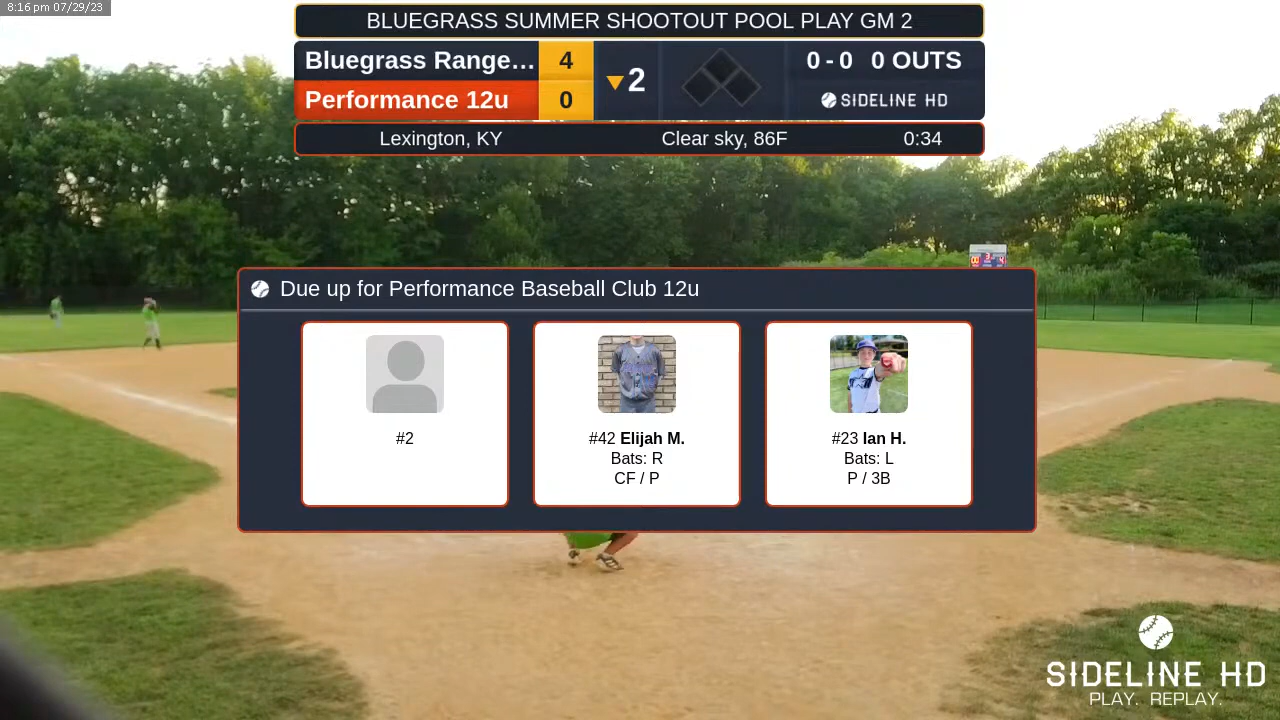 8:16 pm 07/29/23
BLUEGRASS SUMMER SHOOTOUT POOL PLAY GM 2
Bluegrass Range... 4
Performance 12u 0
2
0 - 0 0 OUTS
SIDELINE HD
Lexington, KY Clear sky, 86F 0:34
Due up for Performance Baseball Club 12u
#2
#42 Elijah M.
Bats: R
CF / P
#23 Ian H.
Bats: L
P / 3B
SIDELINE HD
PLAY. REPLAY.